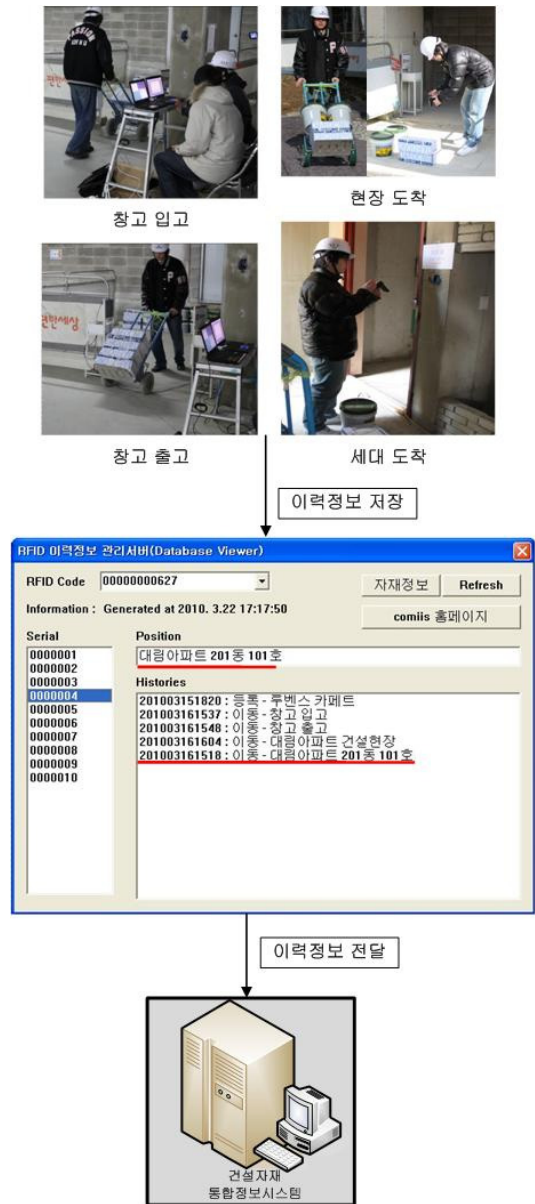 창고 입고
현장 도착
편한세상
창고 출고
세대 도착
이력정보 저장
RFID 이력정보 관리서버(Database Viewer)
RFID Code 00000000627 자재정보 Refresh
Information : Generated at 2010. 3.22 17:17:50 comiis 홈페이지
Serial Position
대림아파트 201동 101호
Histories
0000001
0000002
0000003
0000004
0000005
0000006
0000007
0000008
0000009
0000010
201003151820 : 등록 - 투벤스 카페트
201003161537 : 이동 - 창고 입고
201003161548 : 이동 - 창고 출고
201003161604 : 이동 - 대림아파트 건설현장
201003161518 : 이동 - 대림아파트 201동 101호
이력정보 전달
건설자재
통합정보시스템